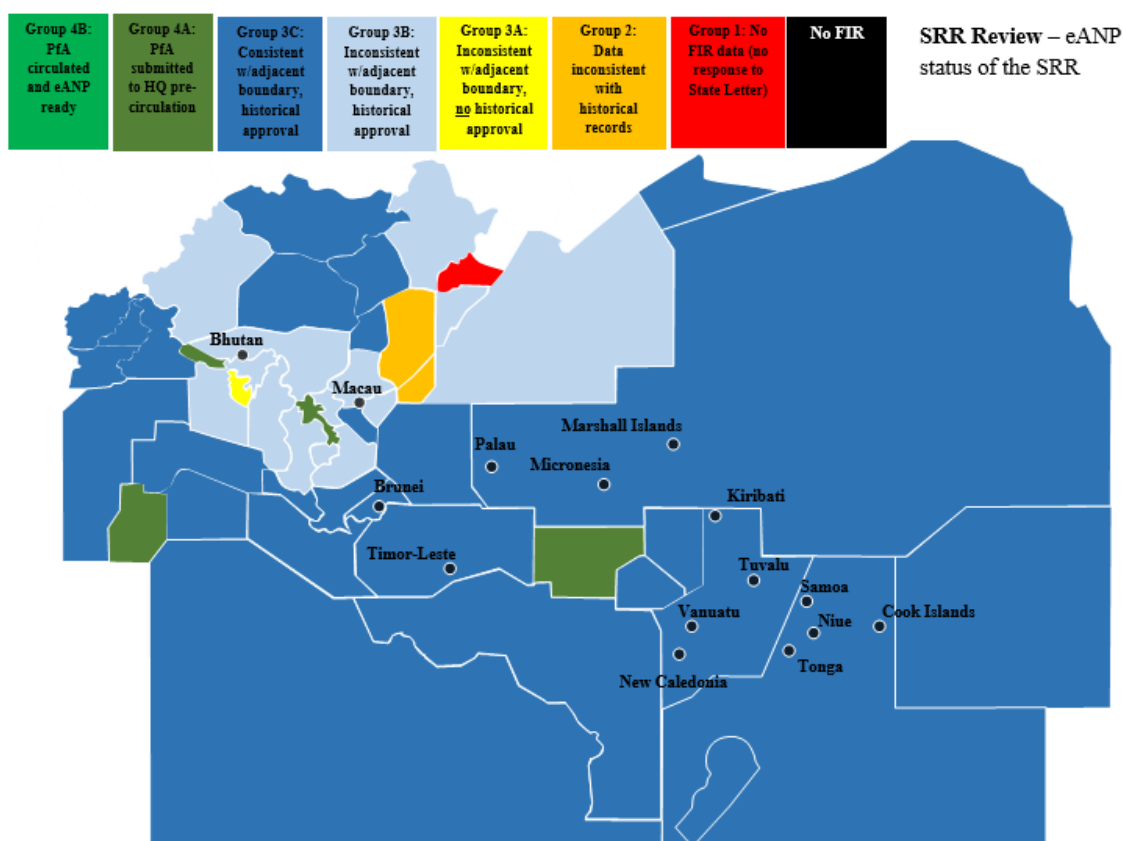 Group 4B:
PfA
circulated
and eANP
ready
Group 4A:
PfA
submitted
to HQ pre-
circulation
Group 3C:
Consistent
w/adjacent
boundary,
historical
approval
Group 3B:
Inconsistent
w/adjacent
boundary,
historical
approval
Group 3A:
Inconsistent
w/adjacent
boundary,
no historical
approval
Group 2:
Data
inconsistent
with
historical
records
Group 1: No
FIR data (no
response to
State Letter)
No FIR
SRR Review – eANP
status of the SRR
Bhutan
Macau
Marshall Islands
Palau
Micronesia
Brunei
Kiribati
Timor-Leste
Tuvalu
Samoa
Vanuatu
Niue
Cook Islands
Tonga
New Caledonia